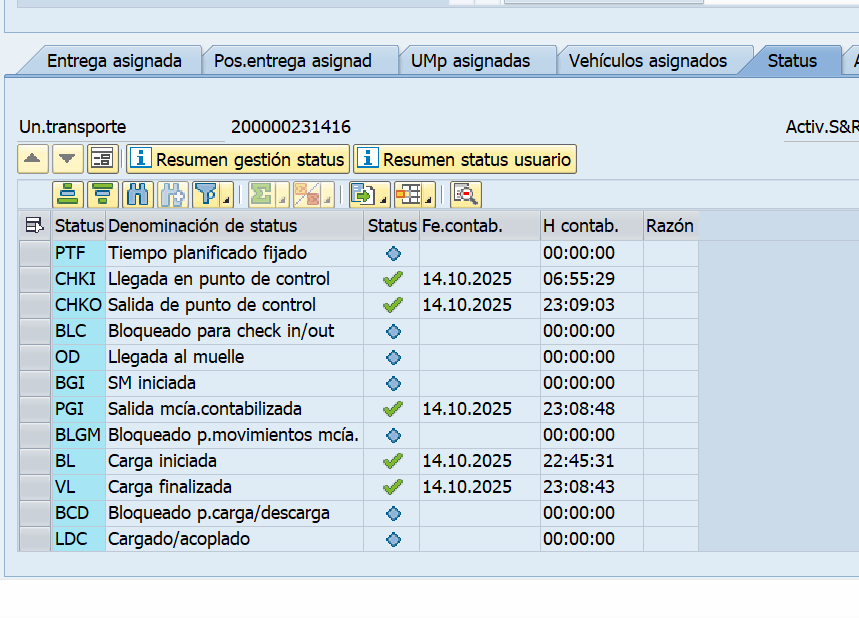 Entrega asignada Pos.entrega asignad UMp asignadas Vehículos asignados Status
Un.transporte 200000231416 Activ.S&R
Resumen gestión status Resumen status usuario
Status Denominación de status Status Fe.contab. H contab. Razón
PTF Tiempo planificado fijado 00:00:00
CHKI Llegada en punto de control 14.10.2025 06:55:29
CHKO Salida de punto de control 14.10.2025 23:09:03
BLC Bloqueado para check in/out 00:00:00
OD Llegada al muelle 00:00:00
BGI SM iniciada 00:00:00
PGI Salida mcía.contabilizada 14.10.2025 23:08:48
BLGM Bloqueado p.movimientos mcía. 00:00:00
BL Carga iniciada 14.10.2025 22:45:31
VL Carga finalizada 14.10.2025 23:08:43
BCD Bloqueado p.carga/descarga 00:00:00
LDC Cargado/acoplado 00:00:00